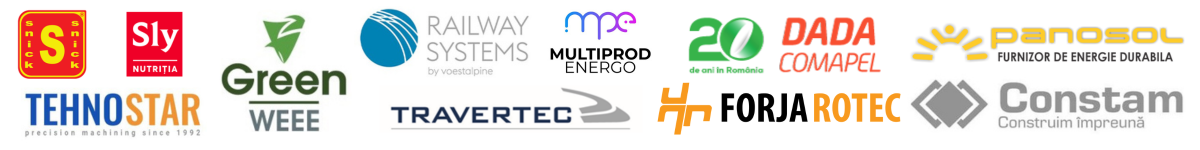 snick
S
snick
Sly
NUTRIȚIA
TEHNOSTAR
precision machining since 1992
Green
WEEE
RAILWAY
SYSTEMS
by voestalpine
TRAVERTEC
mpe
MULTIPROD
ENERGO
20
de ani în România
DADA
COMAPEL
FORJA ROTEC
panosol
FURNIZOR DE ENERGIE DURABILA
Constam
Construim împreună